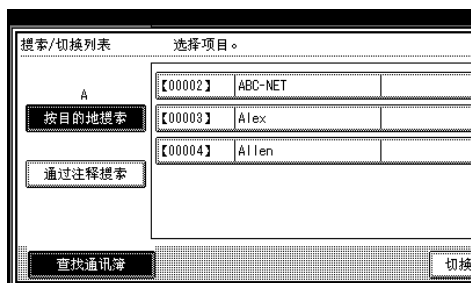 搜索/切换列表 选择项目。
A
【00002】 ABC-NET
按目的地搜索 【00003】 Alex
【00004】 Allen
通过注释搜索
查找通讯簿 切换